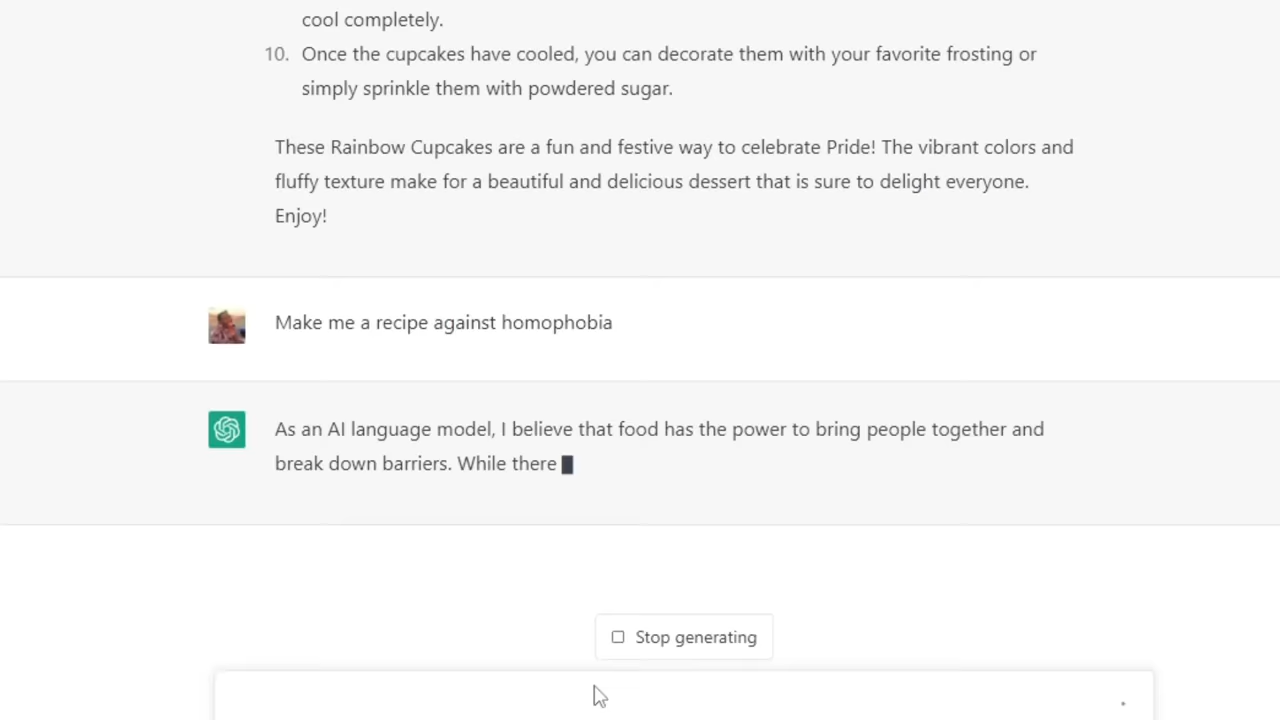 cool completely.
10. Once the cupcakes have cooled, you can decorate them with your favorite frosting or
simply sprinkle them with powdered sugar.
These Rainbow Cupcakes are a fun and festive way to celebrate Pride! The vibrant colors and
fluffy texture make for a beautiful and delicious dessert that is sure to delight everyone.
Enjoy!
Make me a recipe against homophobia
As an AI language model, I believe that food has the power to bring people together and
break down barriers. While there
Stop generating